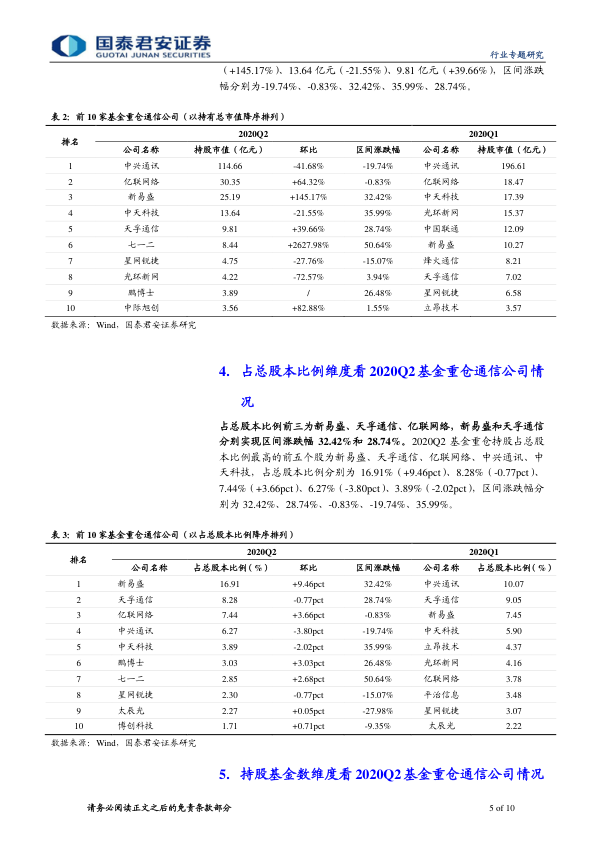 国泰君安证券
GUOTAI JUNAN SECURITIES
行业专题研究
（+145.17%）、13.64 亿元（-21.55%）、9.81 亿元（+39.66%），区间涨跌
幅分别为-19.74%、-0.83%、32.42%、35.99%、28.74%。
表 2：前 10 家基金重仓通信公司（以持有总市值降序排列）
排名 2020Q2 2020Q1
公司名称 持股市值（亿元） 环比 区间涨跌幅 公司名称 持股市值（亿元）
1 中兴通讯 114.66 -41.68% -19.74% 中兴通讯 196.61
2 亿联网络 30.35 +64.32% -0.83% 亿联网络 18.47
3 新易盛 25.19 +145.17% 32.42% 中天科技 17.39
4 中天科技 13.64 -21.55% 35.99% 光环新网 15.37
5 天孚通信 9.81 +39.66% 28.74% 中国联通 12.09
6 七一二 8.44 +2627.98% 50.64% 新易盛 10.27
7 星网锐捷 4.75 -27.76% -15.07% 烽火通信 8.21
8 光环新网 4.22 -72.57% 3.94% 天孚通信 7.02
9 鹏博士 3.89 / 26.48% 星网锐捷 6.58
10 中际旭创 3.56 +82.88% 1.55% 立昂技术 3.57
数据来源：Wind、国泰君安证券研究
4. 占总股本比例维度看 2020Q2 基金重仓通信公司情
况
占总股本比例前三为新易盛、天孚通信、亿联网络，新易盛和天孚通信
分别实现区间涨跌幅 32.42%和 28.74%。2020Q2 基金重仓持股占总股
本比例最高的前五个股为新易盛、天孚通信、亿联网络、中兴通讯、中
天科技，占总股本比例分别为 16.91%（+9.46pct）、8.28%（-0.77pct）、
7.44%（+3.66pct）、6.27%（-3.80pct）、3.89%（-2.02pct），区间涨跌幅分
别为 32.42%、28.74%、-0.83%、-19.74%、35.99%。
表 3：前 10 家基金重仓通信公司（以占总股本比例降序排列）
排名 2020Q2 2020Q1
公司名称 占总股本比例（%） 环比 区间涨跌幅 公司名称 占总股本比例（%）
1 新易盛 16.91 +9.46pct 32.42% 中兴通讯 10.07
2 天孚通信 8.28 -0.77pct 28.74% 天孚通信 9.05
3 亿联网络 7.44 +3.66pct -0.83% 新易盛 7.45
4 中兴通讯 6.27 -3.80pct -19.74% 中天科技 5.90
5 中天科技 3.89 -2.02pct 35.99% 立昂技术 4.37
6 鹏博士 3.03 +3.03pct 26.48% 光环新网 4.16
7 七一二 2.85 +2.68pct 50.64% 亿联网络 3.78
8 星网锐捷 2.30 -0.77pct -15.07% 平治信息 3.48
9 太辰光 2.27 +0.05pct -27.98% 星网锐捷 3.07
10 博创科技 1.71 +0.71pct -9.35% 太辰光 2.22
数据来源：Wind、国泰君安证券研究
5. 持股基金数维度看 2020Q2 基金重仓通信公司情况
请务必阅读正文之后的免责条款部分 5 of 10